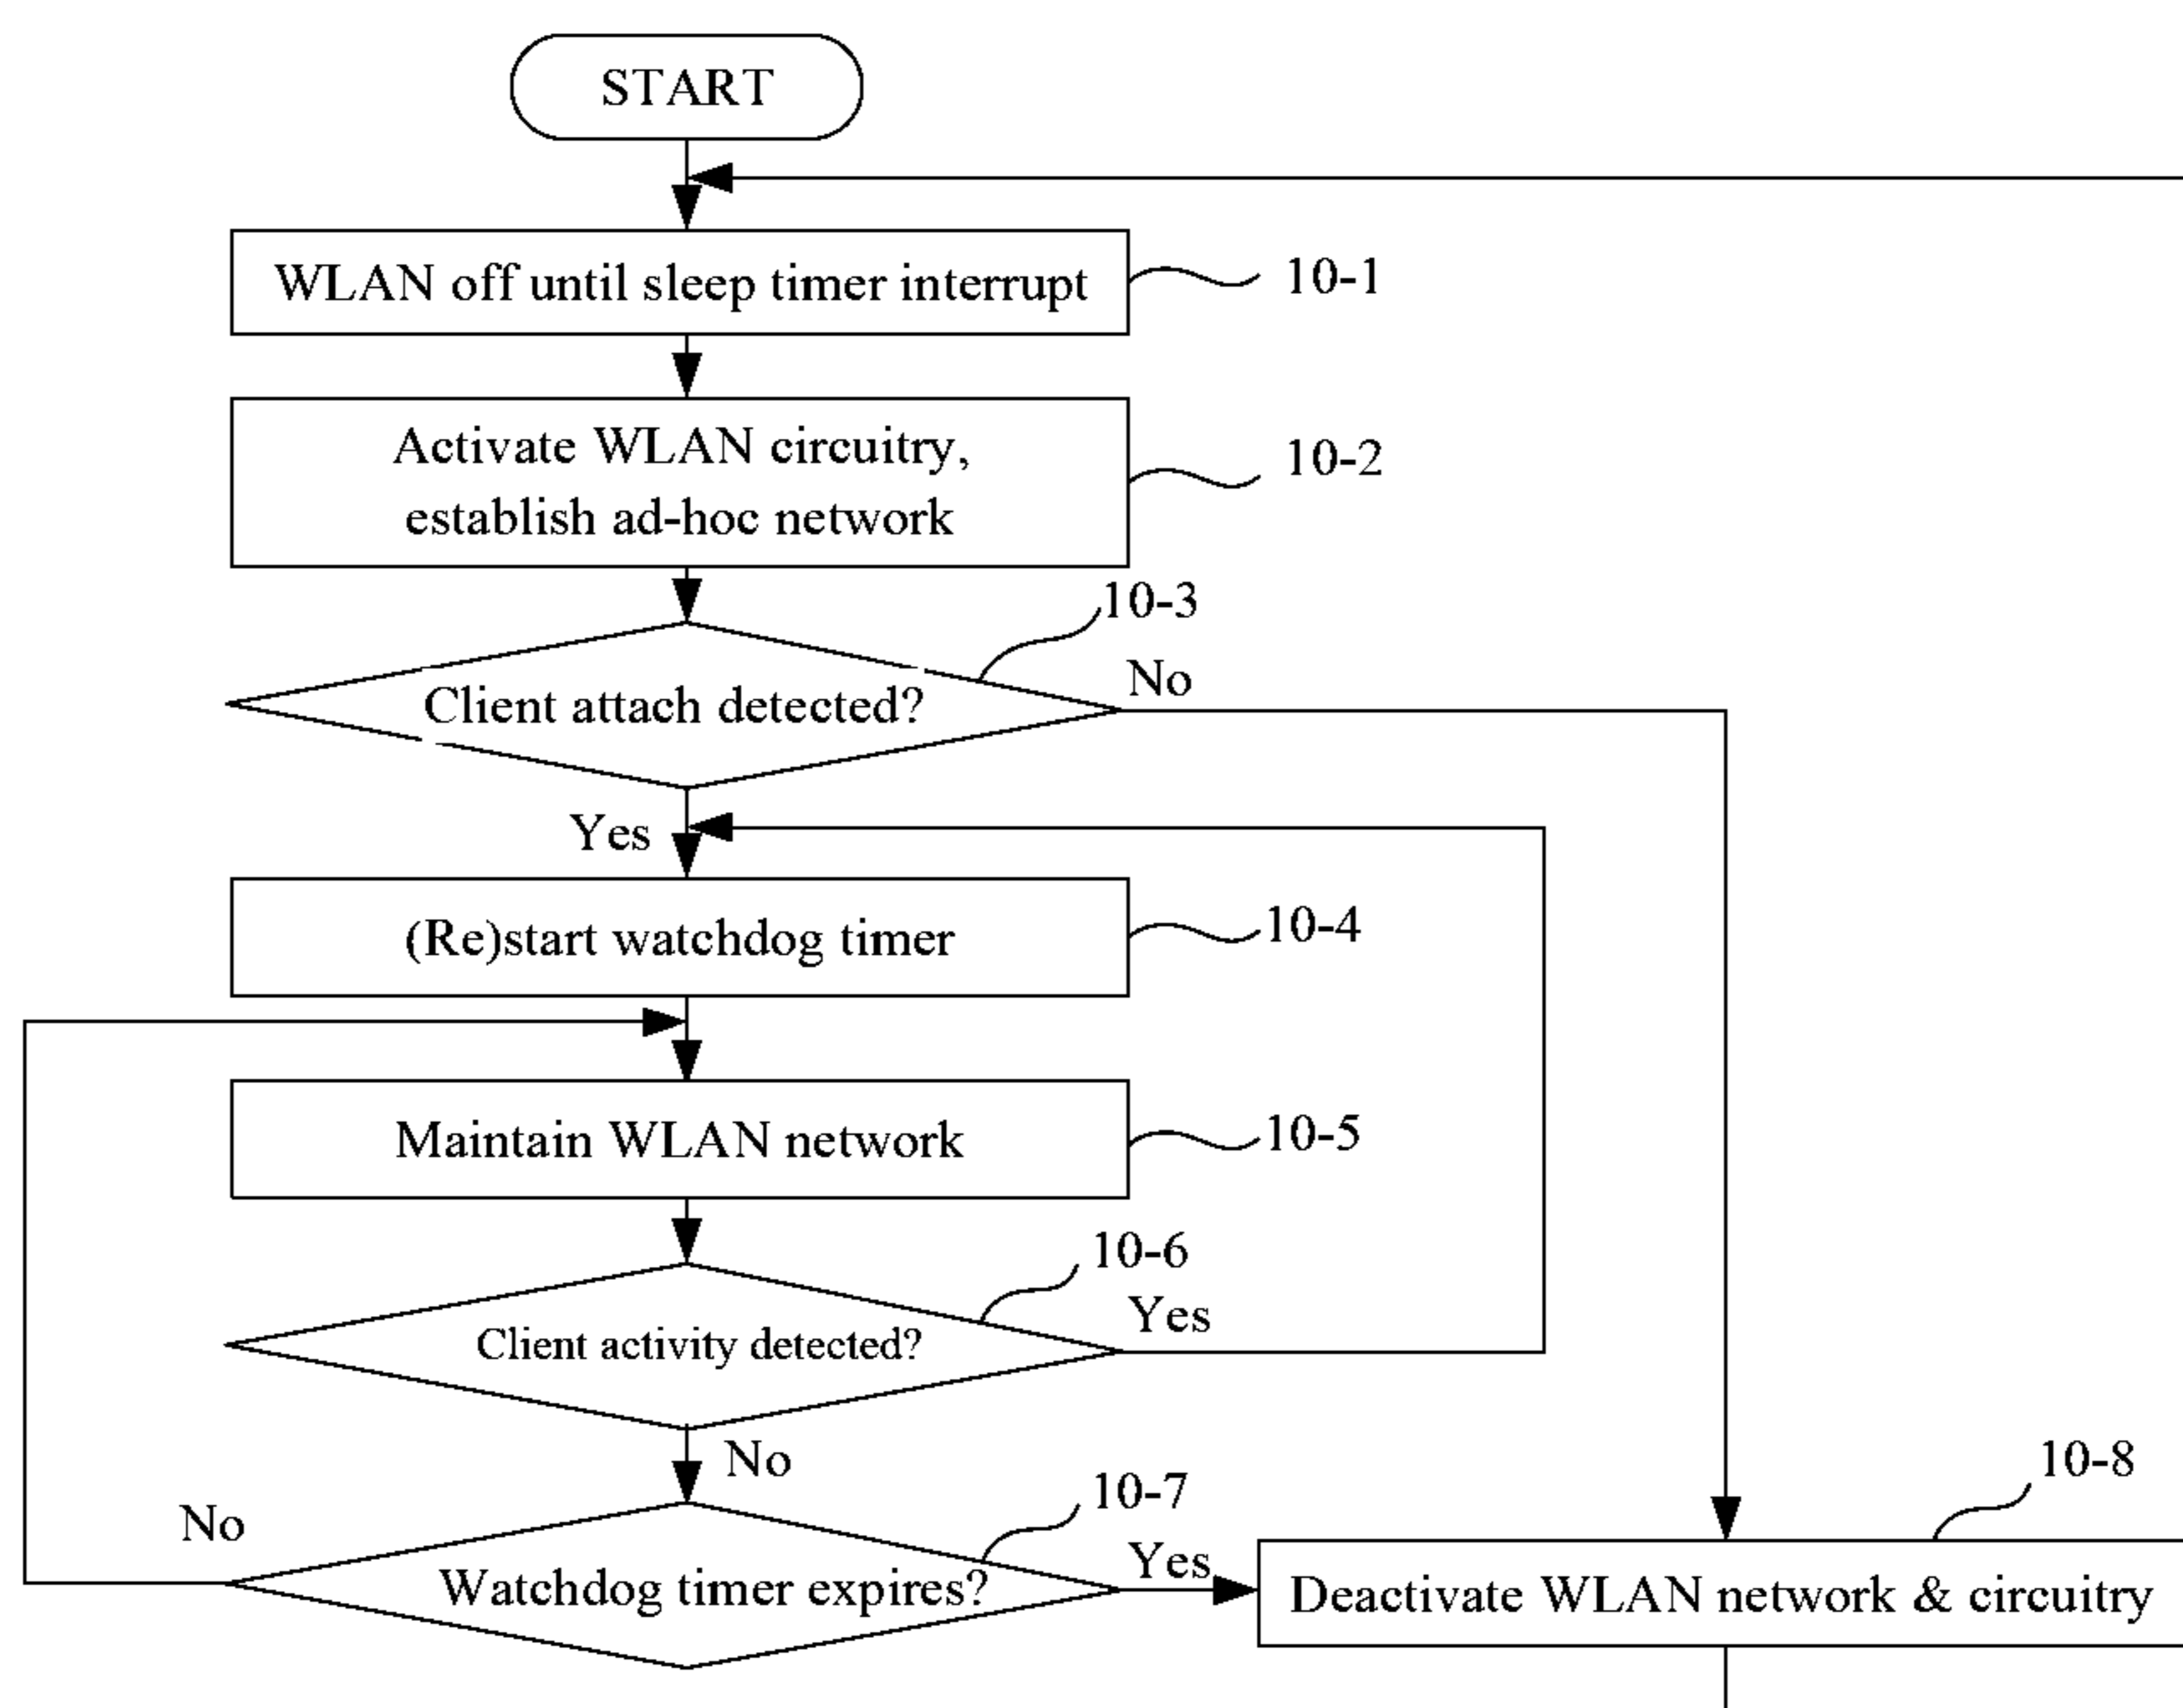 START
WLAN off until sleep timer interrupt
10-1
Activate WLAN circuitry,
establish ad-hoc network
10-2
10-3
Client attach detected?
No
Yes
(Re)start watchdog timer
10-4
Maintain WLAN network
10-5
10-6
Client activity detected?
Yes
No
10-7
No
Watchdog timer expires?
Yes
10-8
Deactivate WLAN network & circuitry